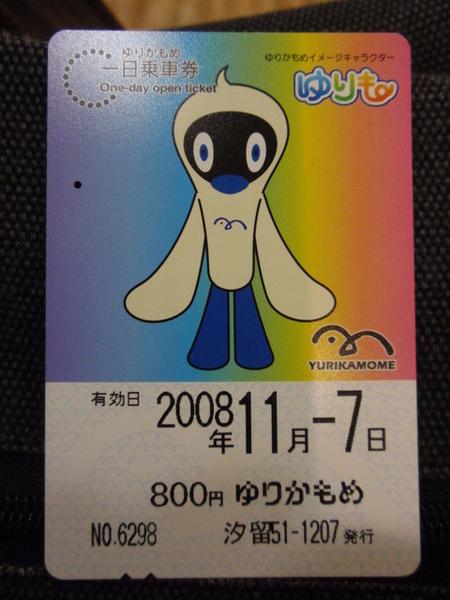 ゆりかもめ
一日乗車券
One-day open ticket
ゆりかもめイメージキャラクター
ゆりも
YURIKAMOME
有効日 2008年11月-7日
800円 ゆりかもめ
NO.6298 汐留51-1207発行